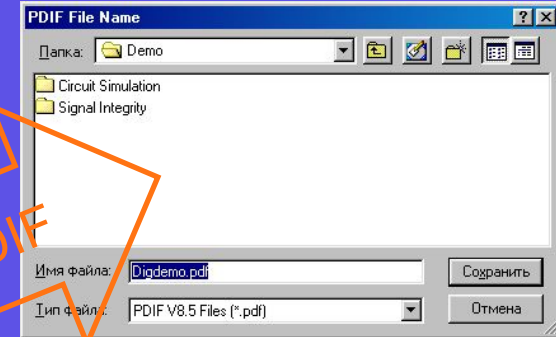 PDIF File Name
Папка: Demo
Circuit Simulation
Signal Integrity
DIF
Имя файла: Digdemo.pdf Сохранить
Тип файла: PDIF V8.5 Files (*.pdf) Отмена